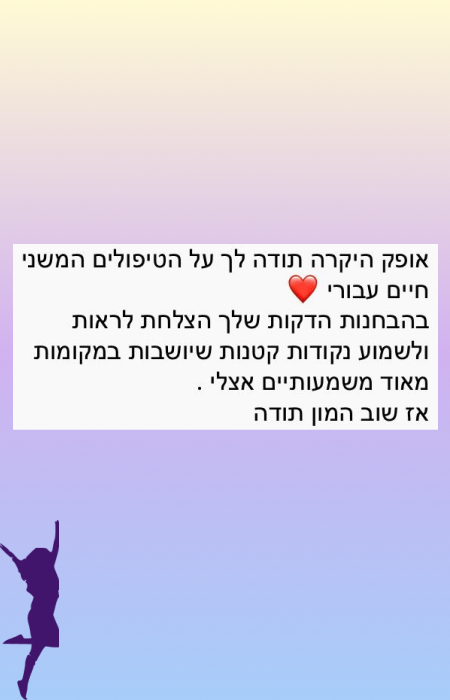 אופק היקרה תודה לך על הטיפולים המשני
חיים עבורי ❤️
בהבחנות הדקות שלך הצלחת לראות
ולשמוע נקודות קטנות שיושבות במקומות
מאוד משמעותיים אצלי .
אז שוב המון תודה